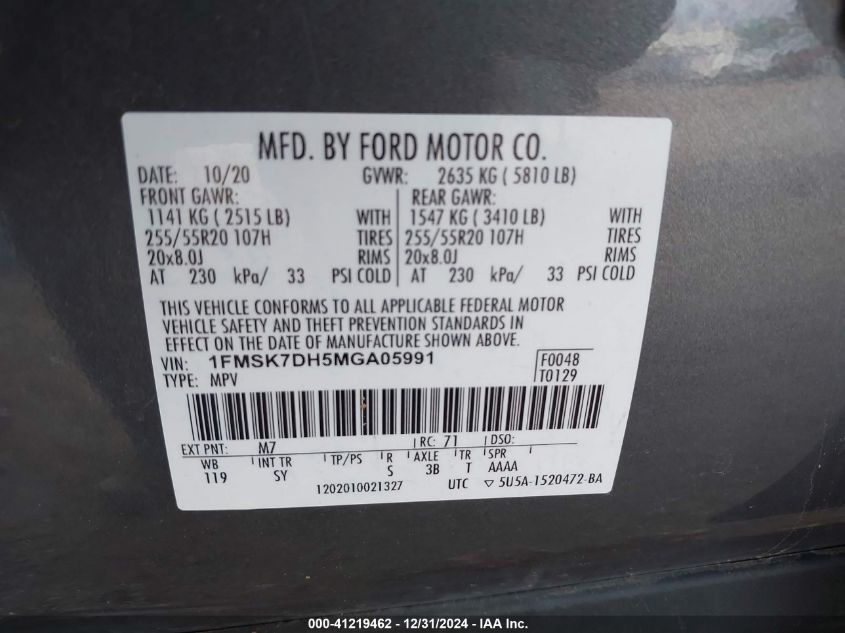 MFD. BY FORD MOTOR CO.
DATE: 10/20 GVWR: 2635 KG ( 5810 LB)
FRONT GAWR: REAR GAWR:
1141 KG ( 2515 LB) WITH 1547 KG ( 3410 LB) WITH
255/55R20 107H TIRES 255/55R20 107H TIRES
20x8.0J RIMS 20x8.0J RIMS
AT 230 kPa/ 33 PSI COLD AT 230 kPa/ 33 PSI COLD
THIS VEHICLE CONFORMS TO ALL APPLICABLE FEDERAL MOTOR
VEHICLE SAFETY AND THEFT PREVENTION STANDARDS IN
EFFECT ON THE DATE OF MANUFACTURE SHOWN ABOVE.
VIN: 1FMSK7DH5MGA05991 F0048
TYPE: MPV T0129
EXT PNT: M7 RC: 71 DSO:
WB INT TR TP/PS R AXLE TR SPR
119 SY S 3B T AAAA
1202010021327 UTC ▽ 5U5A-1520472-BA
000-41219462 - 12/31/2024 - IAA Inc.